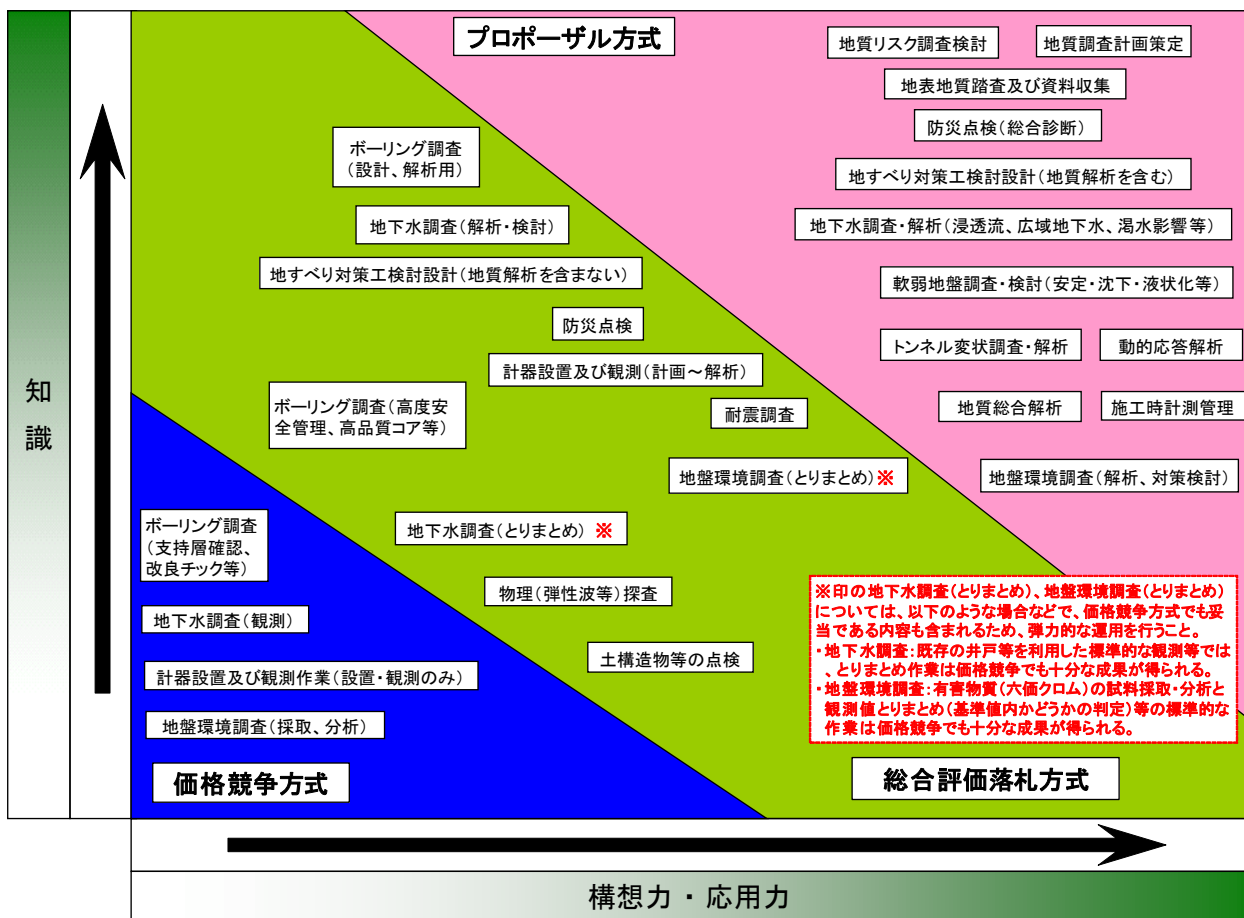 プロポーザル方式
地質リスク調査検討
地質調査計画策定
地表地質踏査及び資料収集
防災点検（総合診断）
地すべり対策工検討設計（地質解析を含む）
地下水調査・解析（浸透流、広域地下水、渇水影響等）
軟弱地盤調査・検討（安定・沈下・液状化等）
トンネル変状調査・解析
動的応答解析
地質総合解析
施工時計測管理
地盤環境調査（解析、対策検討）
ボーリング調査
（設計、解析用）
地下水調査（解析・検討）
地すべり対策工検討設計（地質解析を含まない）
防災点検
計器設置及び観測（計画～解析）
ボーリング調査（高度安
全管理、高品質コア等）
耐震調査
地盤環境調査（とりまとめ）※
地下水調査（とりまとめ）※
物理（弾性波等）探査
土構造物等の点検
※印の地下水調査（とりまとめ）、地盤環境調査（とりまとめ）
については、以下のような場合などで、価格競争方式でも妥
当である内容も含まれるため、弾力的な運用を行うこと。
・地下水調査：既存の井戸等を利用した標準的な観測等では
、とりまとめ作業は価格競争でも十分な成果が得られる。
・地盤環境調査：有害物質（六価クロム）の試料採取・分析と
観測値とりまとめ（基準値内かどうかの判定）等の標準的な
作業は価格競争でも十分な成果が得られる。
総合評価落札方式
ボーリング調査
（支持層確認、
改良チック等）
地下水調査（観測）
計器設置及び観測作業（設置・観測のみ）
地盤環境調査（採取、分析）
価格競争方式
知識
構想力・応用力